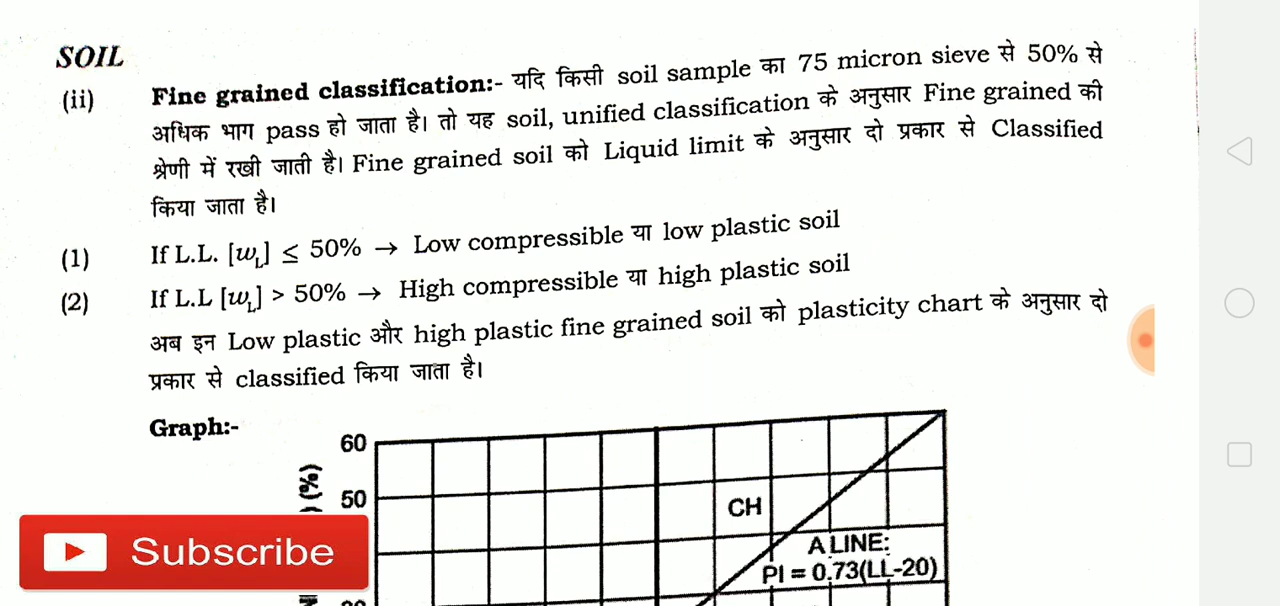 SOIL
(ii) Fine grained classification:- यदि किसी soil sample का 75 micron sieve से 50% से
अधिक भाग pass हो जाता है। तो यह soil, unified classification के अनुसार Fine grained की
श्रेणी में रखी जाती है। Fine grained soil को Liquid limit के अनुसार दो प्रकार से Classified
किया जाता है।
(1) If L.L. [w_L] ≤ 50% → Low compressible या low plastic soil
(2) If L.L [w_L] > 50% → High compressible या high plastic soil
अब इन Low plastic और high plastic fine grained soil को plasticity chart के अनुसार दो
प्रकार से classified किया जाता है।
Graph:-
60
(%)
50
CH
A LINE:
PI = 0.73(LL-20)
Subscribe